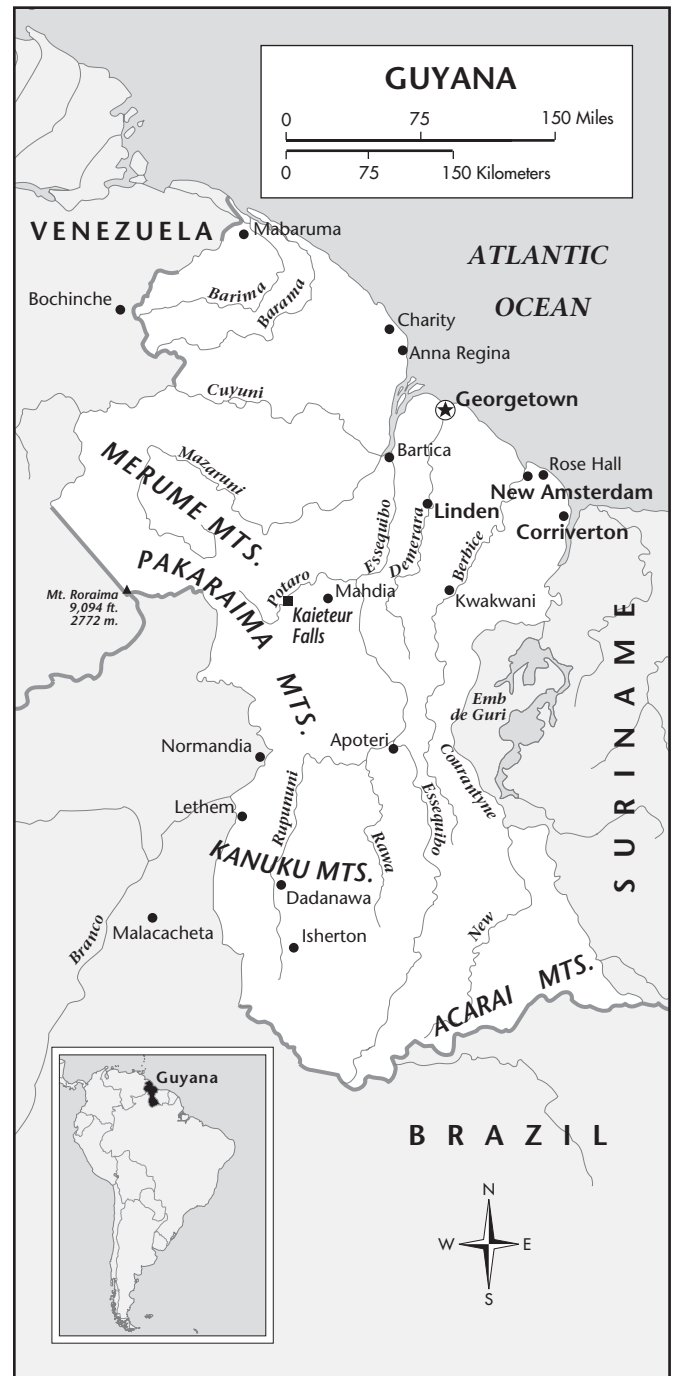 GUYANA
0 75 150 Miles
0 75 150 Kilometers
VENEZUELA
Mabaruma
ATLANTIC
OCEAN
Bochinche
Barima
Barama
Charity
Anna Regina
Cuyuni
Georgetown
MERUME MTS.
Mazaruni
Bartica
Rose Hall
New Amsterdam
Linden
Corriverton
Essequibo
Demerara
Berbice
PAKARAIMA
MTS.
Potaro
Mahdia
Kwakwani
Mt. Roraima
9,094 ft.
2772 m.
Kaieteur
Falls
SURINAME
Emb
de Guri
Normandia
Apoteri
Courantyne
Lethem
Rupununi
Essequibo
Rawa
KANUKU MTS.
Dadanawa
Branco
Malacacheta
Isherton
New
ACARAI MTS.
Guyana
BRAZIL
N
W E
S